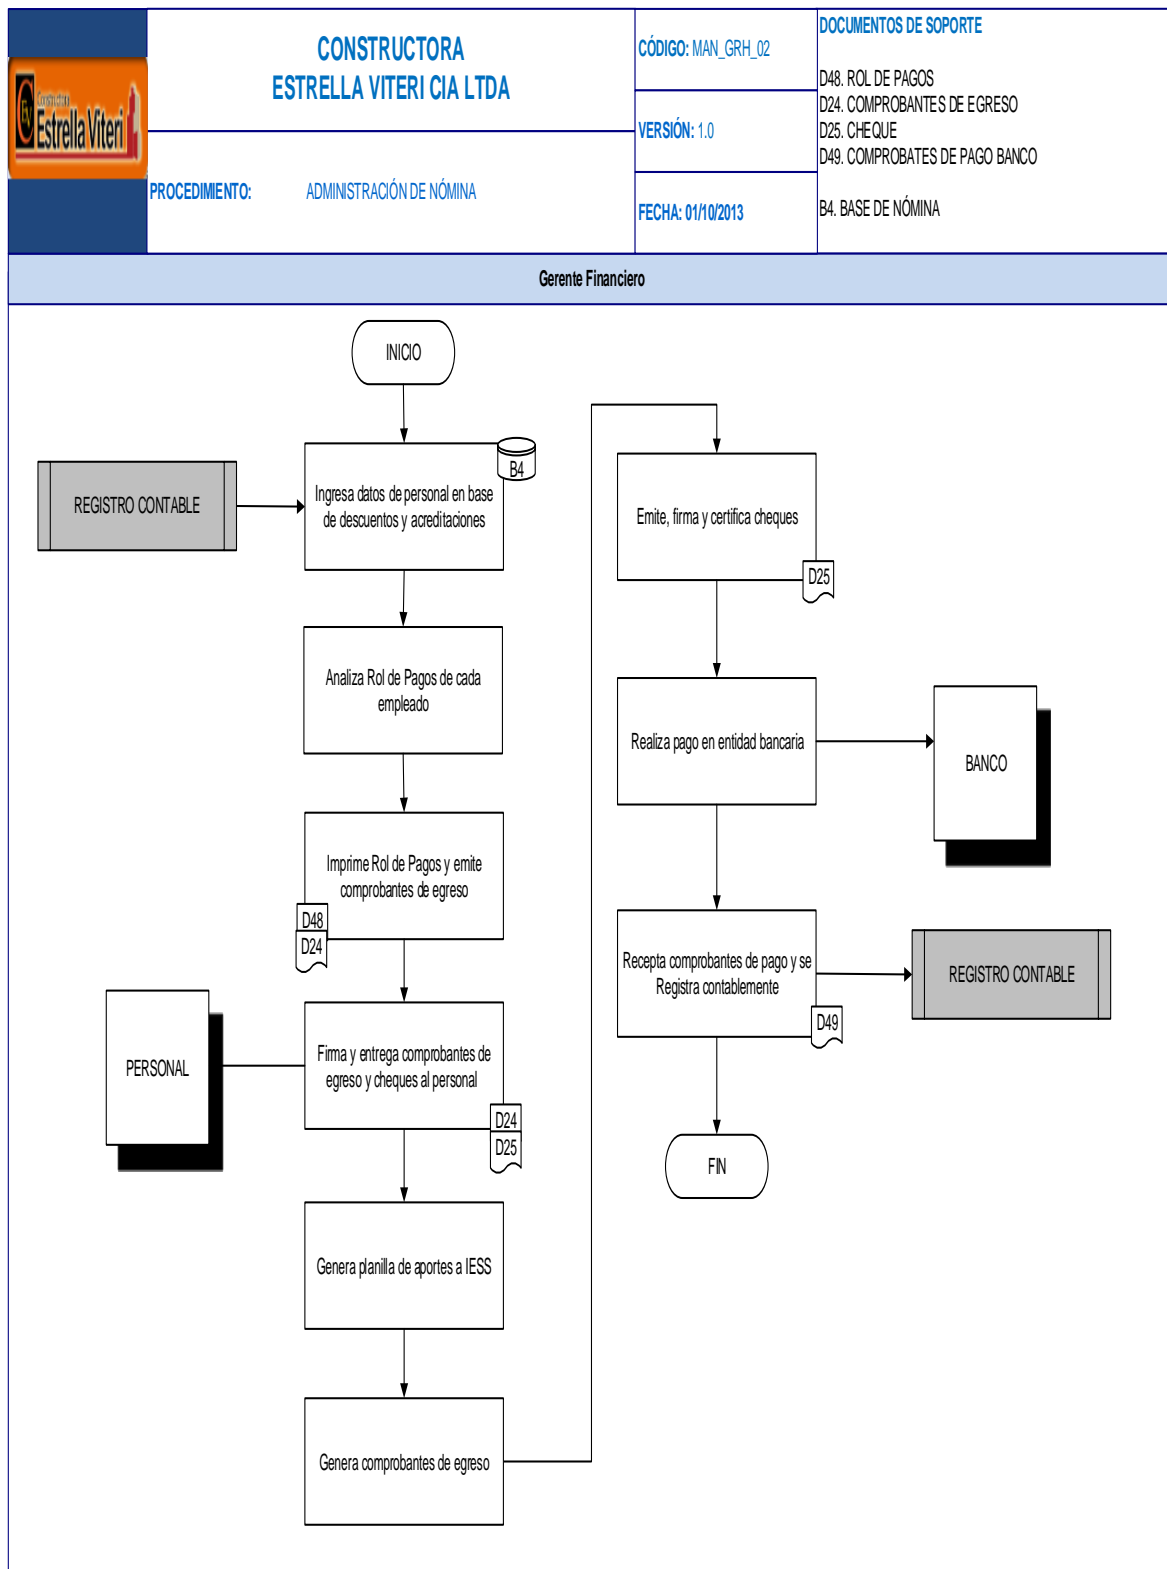 Constructora
Estrella Viteri
CONSTRUCTORA
ESTRELLA VITERI CIA LTDA
PROCEDIMIENTO: ADMINISTRACIÓN DE NÓMINA
CÓDIGO: MAN_GRH_02
VERSIÓN: 1.0
FECHA: 01/10/2013
DOCUMENTOS DE SOPORTE
D48. ROL DE PAGOS
D24. COMPROBANTES DE EGRESO
D25. CHEQUE
D49. COMPROBATES DE PAGO BANCO
B4. BASE DE NÓMINA
Gerente Financiero
INICIO
REGISTRO CONTABLE
B4
Ingresa datos de personal en base
de descuentos y acreditaciones
Analiza Rol de Pagos de cada
empleado
Imprime Rol de Pagos y emite
comprobantes de egreso
D48
D24
PERSONAL
Firma y entrega comprobantes de
egreso y cheques al personal
D24
D25
Genera planilla de aportes a IESS
Genera comprobantes de egreso
Emite, firma y certifica cheques
D25
Realiza pago en entidad bancaria
BANCO
Recepta comprobantes de pago y se
Registra contablemente
D49
REGISTRO CONTABLE
FIN